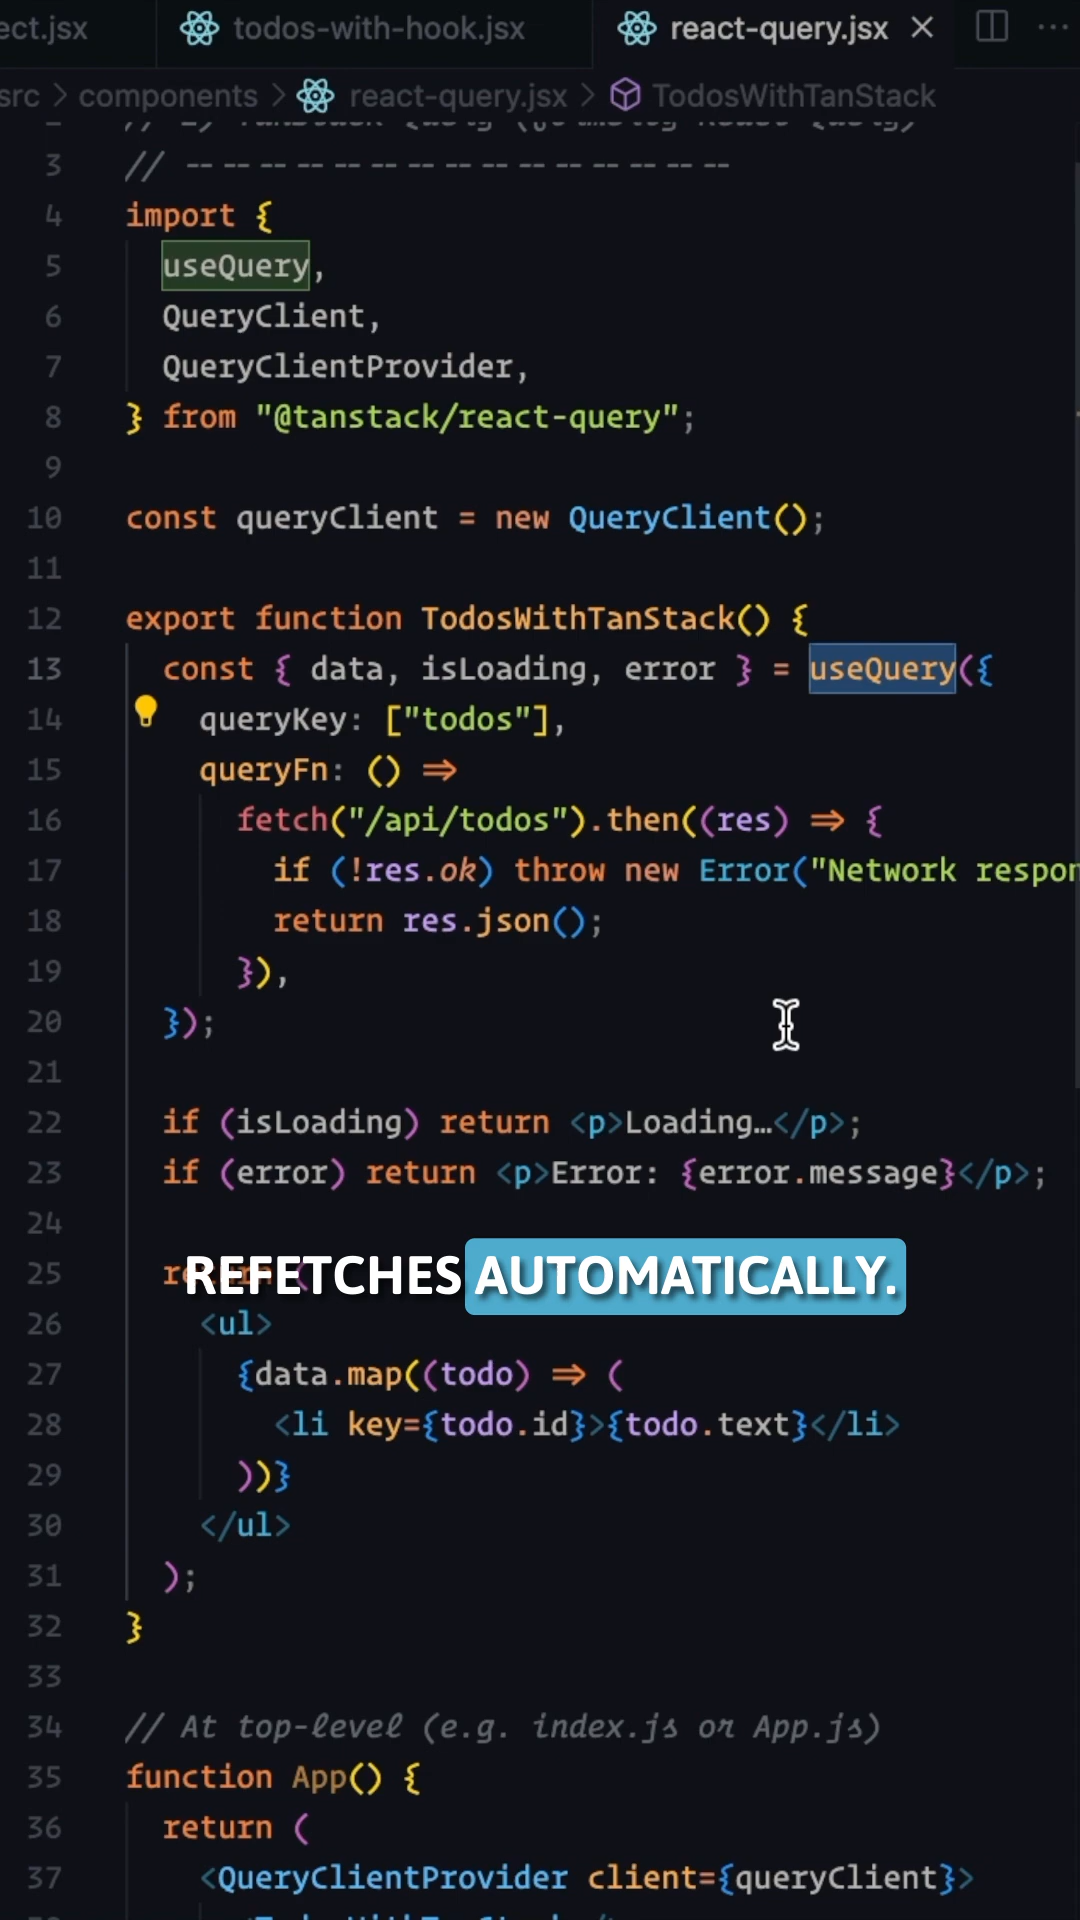 ect.jsx todos-with-hook.jsx react-query.jsx
src > components > react-query.jsx > TodosWithTanStack
3 // -- -- -- -- -- -- -- -- -- -- -- -- -- -- --
4 import {
5 useQuery,
6 QueryClient,
7 QueryClientProvider,
8 } from "@tanstack/react-query";
9
10 const queryClient = new QueryClient();
11
12 export function TodosWithTanStack() {
13 const { data, isLoading, error } = useQuery({
14 queryKey: ["todos"],
15 queryFn: () ⇒
16 fetch("/api/todos").then((res) ⇒ {
17 if (!res.ok) throw new Error("Network respon
18 return res.json();
19 }),
20 });
21
22 if (isLoading) return <p>Loading…</p>;
23 if (error) return <p>Error: {error.message}</p>;
24
25 return (
REFETCHES AUTOMATICALLY.
26 <ul>
27 {data.map((todo) ⇒ (
28 <li key={todo.id}>{todo.text}</li>
29 ))}
30 </ul>
31 );
32 }
33
34 // At top-level (e.g. index.js or App.js)
35 function App() {
36 return (
37 <QueryClientProvider client={queryClient}>